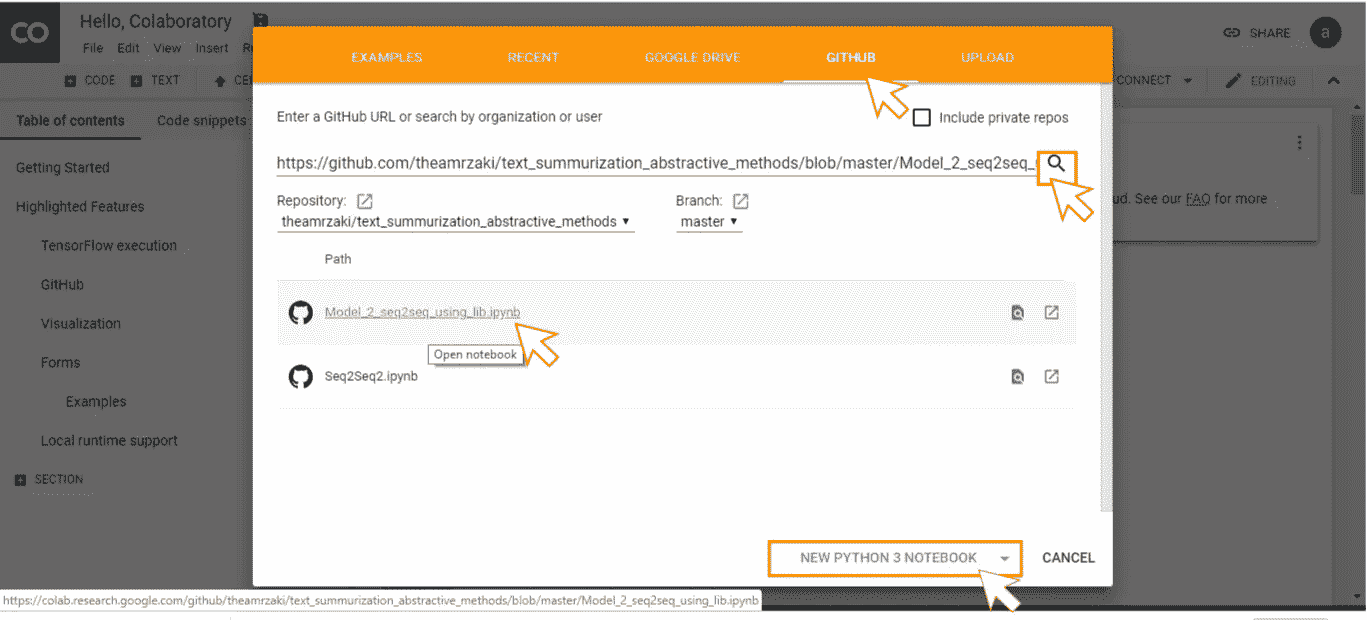 CO
Hello, Colaboratory
File Edit View Insert
SHARE
a
CODE TEXT
CONNECT EDITING
Table of contents Code snippets
Getting Started
Highlighted Features
TensorFlow execution
GitHub
Visualization
Forms
Examples
Local runtime support
SECTION
EXAMPLES RECENT GOOGLE DRIVE GITHUB UPLOAD
Enter a GitHub URL or search by organization or user
Include private repos
https://github.com/theamrzaki/text_summurization_abstractive_methods/blob/master/Model_2_seq2seq_
Repository: Branch:
theamrzaki/text_summurization_abstractive_methods master
Path
Model_2_seq2seq_using_lib.ipynb
Open notebook
Seq2Seq2.ipynb
NEW PYTHON 3 NOTEBOOK CANCEL
ud. See our FAQ for more
https://colab.research.google.com/github/theamrzaki/text_summurization_abstractive_methods/blob/master/Model_2_seq2seq_using_lib.ipynb